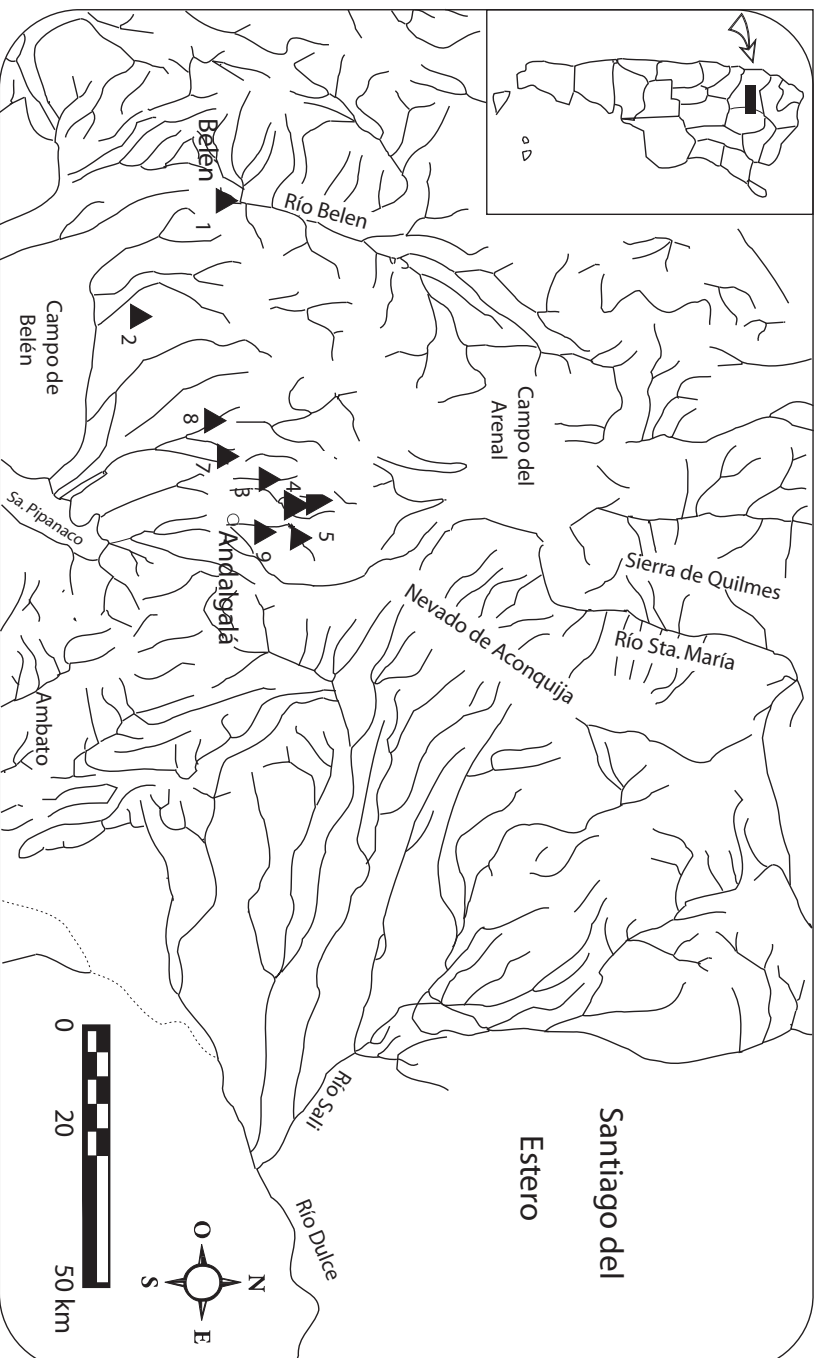 Belén
1
Río Belen
2
Campo de
Belén
Campo del
Arenal
8
7
3
4
5
9
Andalgalá
Sa. Pipanaco
Ambato
Sierra de Quilmes
Río Sta. María
Nevado de Aconquija
Río Sali
Río Dulce
Santiago del
Estero
0
20
50 km
N
O
E
S